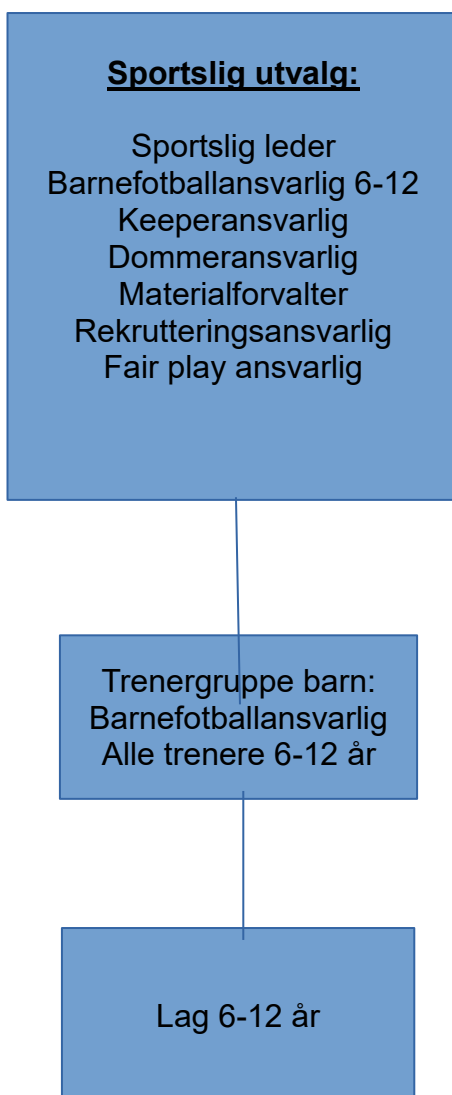 Sportslig utvalg:
Sportslig leder
Barnefotballansvarlig 6-12
Keeperansvarlig
Dommeransvarlig
Materialforvalter
Rekrutteringsansvarlig
Fair play ansvarlig
Trenergruppe barn:
Barnefotballansvarlig
Alle trenere 6-12 år
Lag 6-12 år